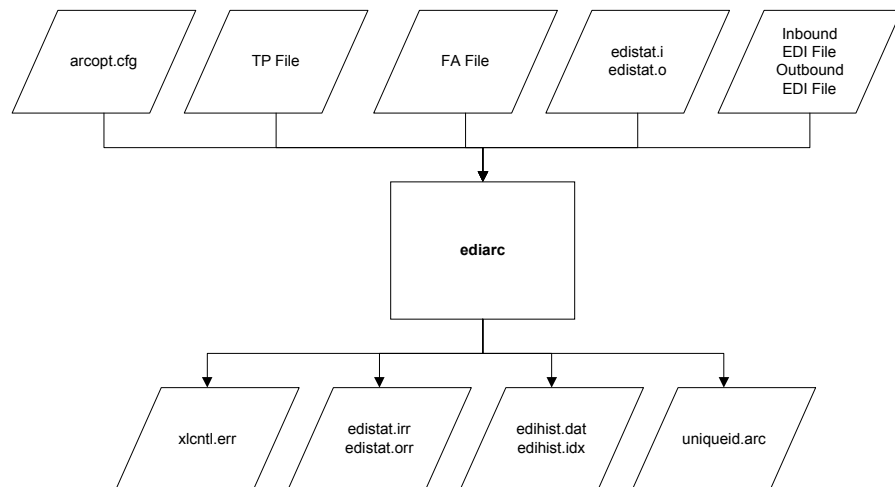 arcopt.cfg
TP File
FA File
edistat.i
edistat.o
Inbound
EDI File
Outbound
EDI File
ediarc
xlcntl.err
edistat.irr
edistat.orr
edihist.dat
edihist.idx
uniqueid.arc